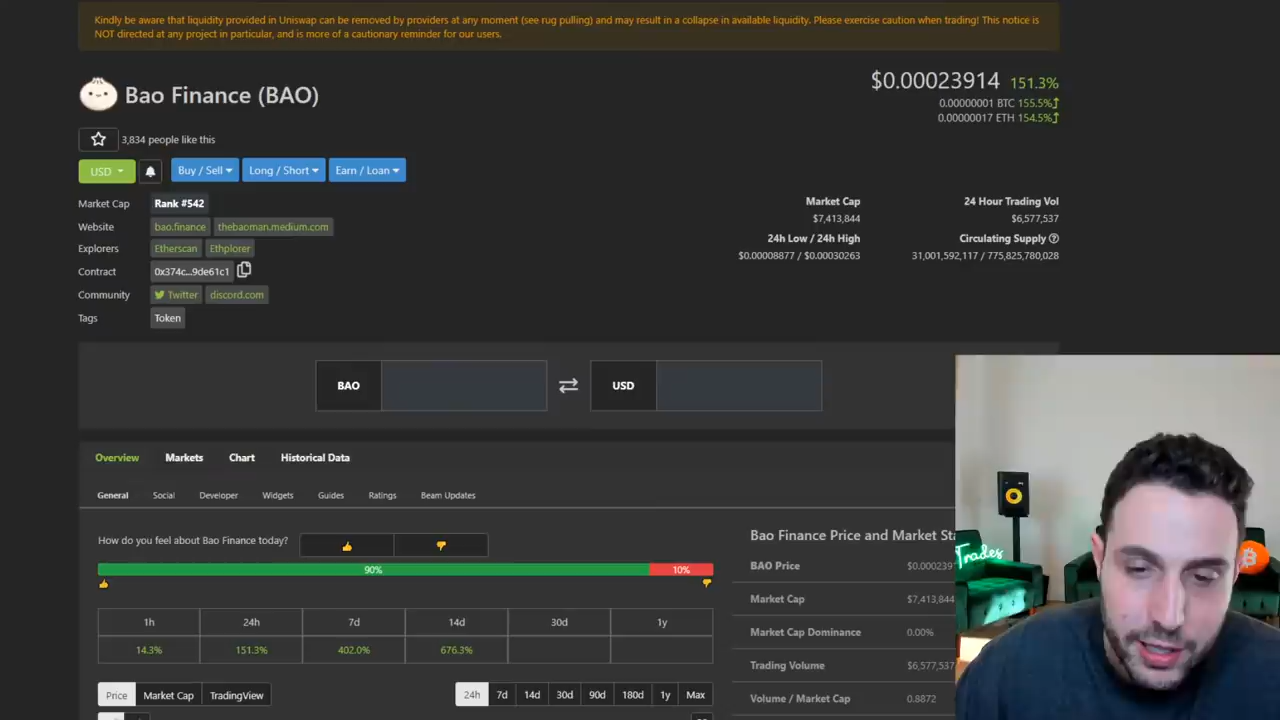 Kindly be aware that liquidity provided in Uniswap can be removed by providers at any moment (see rug pulling) and may result in a collapse in available liquidity. Please exercise caution when trading! This notice is
NOT directed at any project in particular, and is more of a cautionary reminder for our users.
Bao Finance (BAO)
$0.00023914 151.3%
0.00000001 BTC 155.5%
0.00000017 ETH 154.5%
3,834 people like this
USD
Buy / Sell
Long / Short
Earn / Loan
Market Cap Rank #542
Website bao.finance thebaoman.medium.com
Explorers Etherscan Ethplorer
Contract 0x374c...9de61c1
Community Twitter discord.com
Tags Token
Market Cap
$7,413,844
24 Hour Trading Vol
$6,577,537
24h Low / 24h High
$0.00008877 / $0.00030263
Circulating Supply
31,001,592,117 / 775,825,780,028
BAO
USD
Overview Markets Chart Historical Data
General Social Developer Widgets Guides Ratings Beam Updates
How do you feel about Bao Finance today?
90% 10%
1h 24h 7d 14d 30d 1y
14.3% 151.3% 402.0% 676.3%
Price Market Cap TradingView
24h 7d 14d 30d 90d 180d 1y Max
Bao Finance Price and Market Sta
BAO Price $0.000239
Market Cap $7,413,844
Market Cap Dominance 0.00%
Trading Volume $6,577,537
Volume / Market Cap 0.8872
Trades